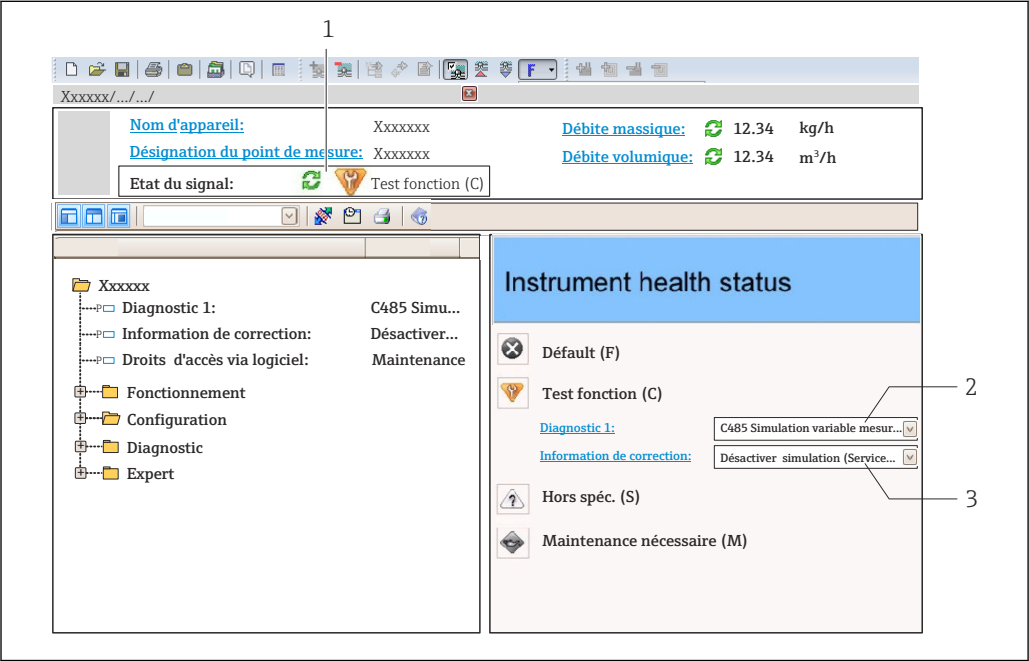 1
F
Xxxxxx/.../.../
Nom d'appareil: Xxxxxxx Débite massique: 12.34 kg/h
Désignation du point de mesure: Xxxxxxx Débite volumique: 12.34 m³/h
Etat du signal: Test fonction (C)
Xxxxxx
P Diagnostic 1: C485 Simu...
P Information de correction: Désactiver...
P Droits d'accès via logiciel: Maintenance
Fonctionnement
Configuration
Diagnostic
Expert
Instrument health status
Défault (F)
Test fonction (C)
Diagnostic 1: C485 Simulation variable mesur...
2
Information de correction: Désactiver simulation (Service...
3
Hors spéc. (S)
Maintenance nécessaire (M)